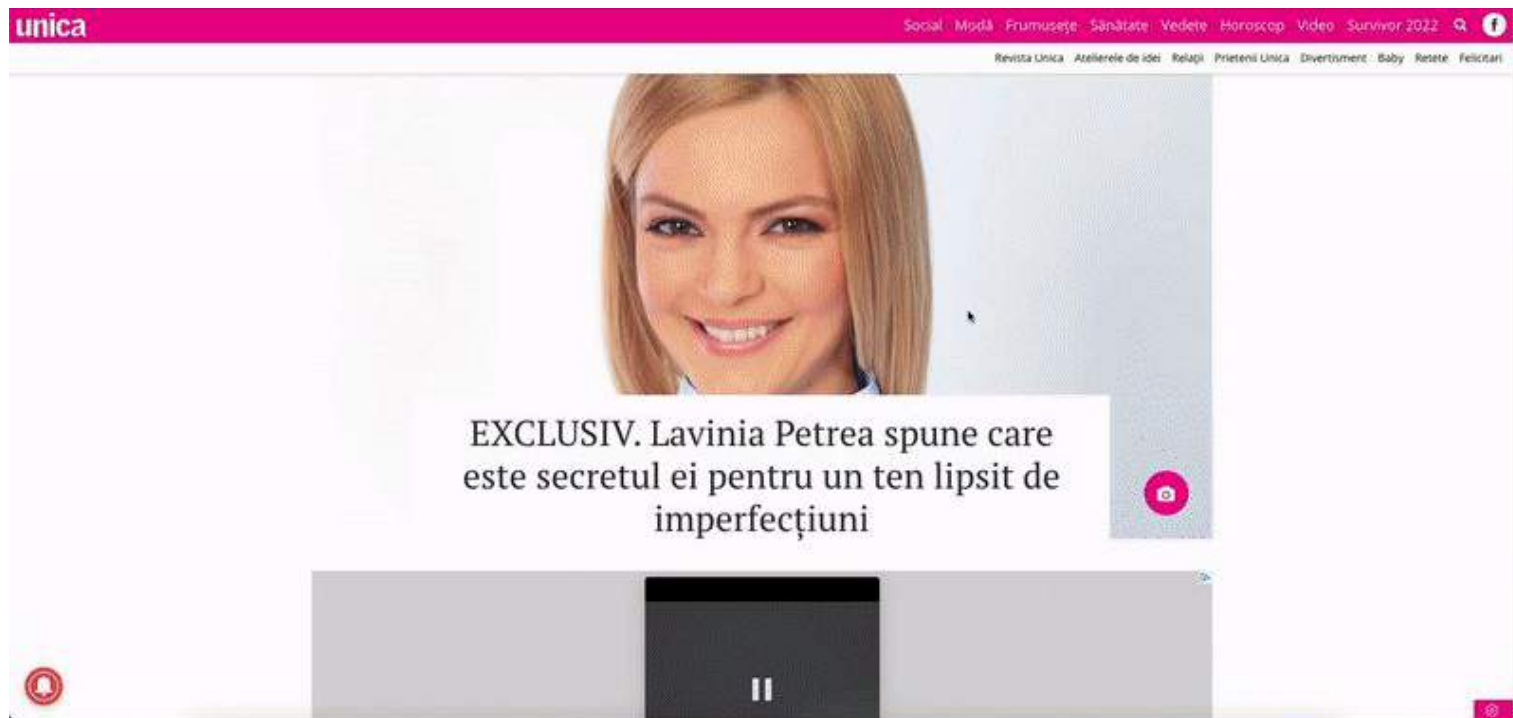 unica
Social Modă Frumusețe Sănătate Vedete Horoscop Video Survivor 2022
Revista Unica Atelierele de idei Relații Prietenii Unica Divertisment Baby Retete Felicitari
EXCLUSIV. Lavinia Petrea spune care
este secretul ei pentru un ten lipsit de
imperfecțiuni